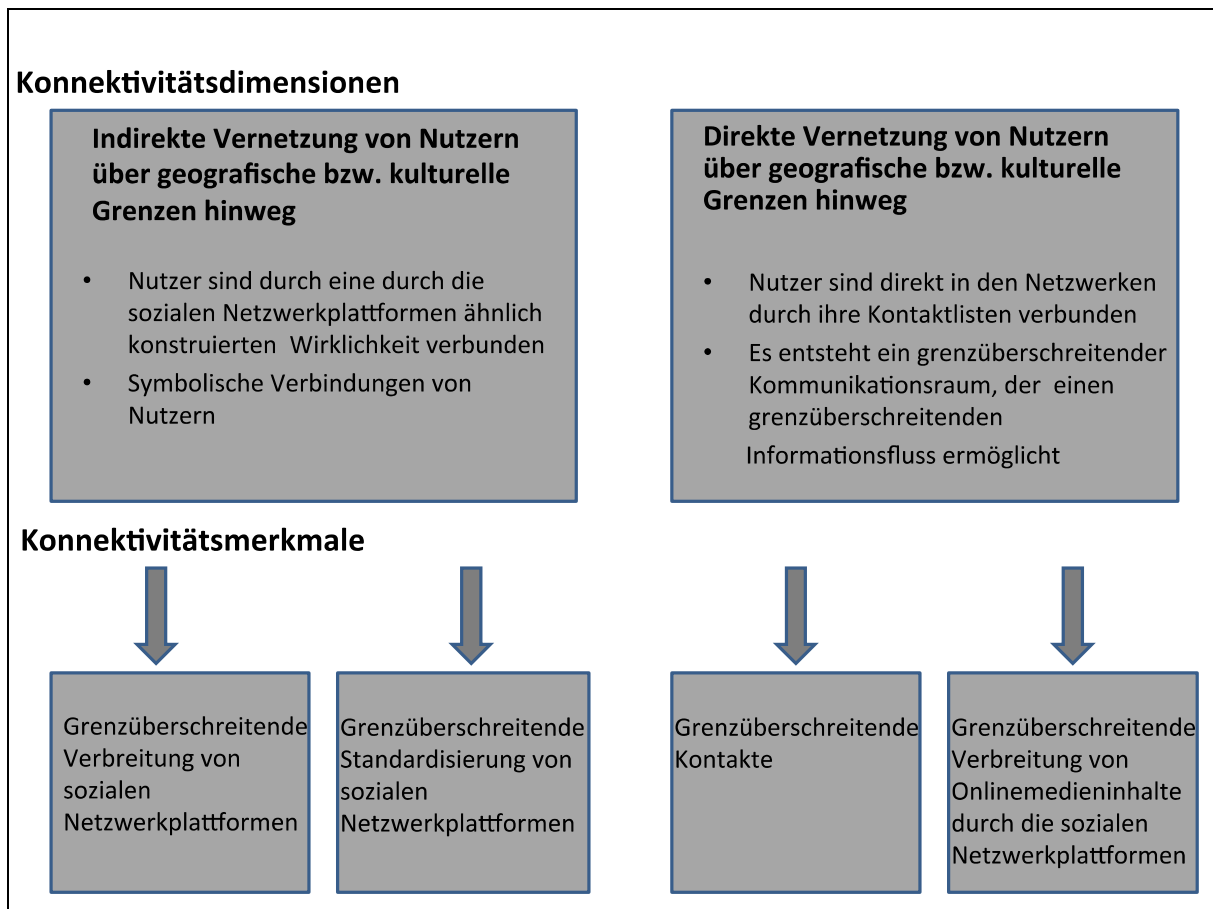 Konnektivitätsdimensionen
Indirekte Vernetzung von Nutzern
über geografische bzw. kulturelle
Grenzen hinweg
• Nutzer sind durch eine durch die
sozialen Netzwerkplattformen ähnlich
konstruierten Wirklichkeit verbunden
• Symbolische Verbindungen von
Nutzern
Direkte Vernetzung von Nutzern
über geografische bzw. kulturelle
Grenzen hinweg
• Nutzer sind direkt in den Netzwerken
durch ihre Kontaktlisten verbunden
• Es entsteht ein grenzüberschreitender
Kommunikationsraum, der einen
grenzüberschreitenden
Informationsfluss ermöglicht
Konnektivitätsmerkmale
Grenzüberschreitende
Verbreitung von
sozialen
Netzwerkplattformen
Grenzüberschreitende
Standardisierung von
sozialen
Netzwerkplattformen
Grenzüberschreitende
Kontakte
Grenzüberschreitende
Verbreitung von
Onlinemedieninhalte
durch die sozialen
Netzwerkplattformen